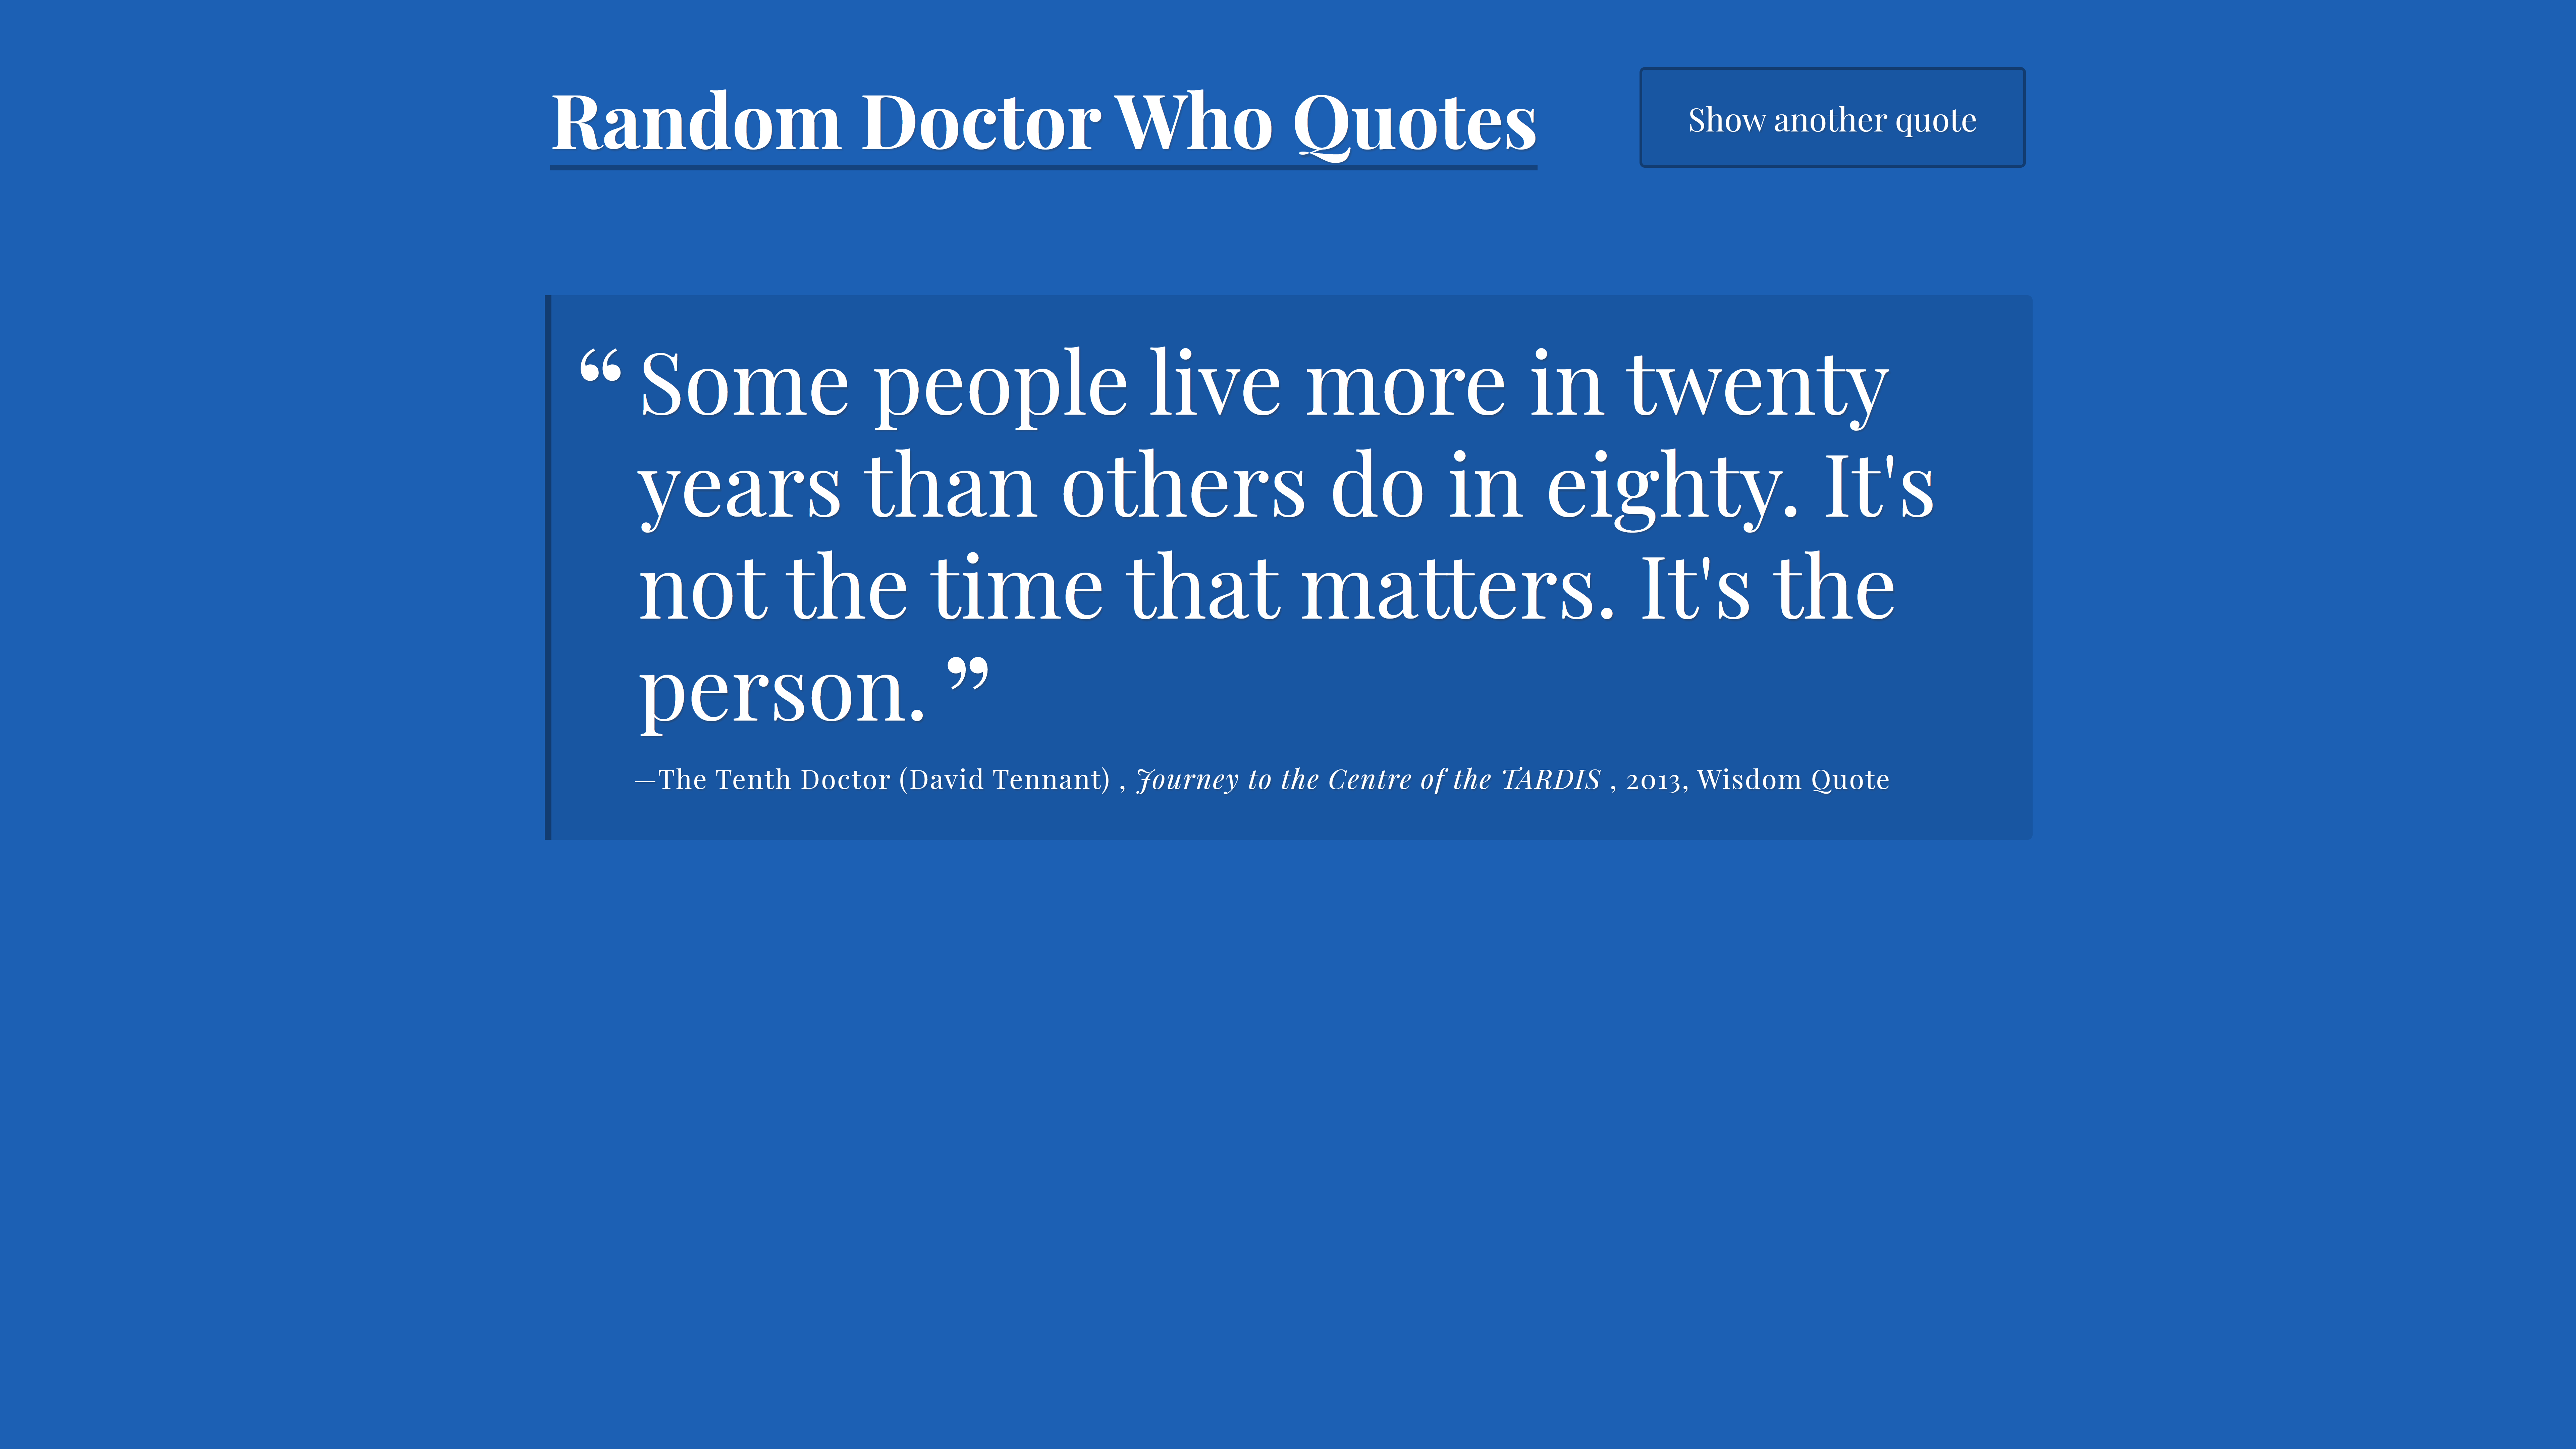 Random Doctor Who Quotes
Show another quote
“ Some people live more in twenty
years than others do in eighty. It's
not the time that matters. It's the
person. ”
—The Tenth Doctor (David Tennant) , Journey to the Centre of the TARDIS , 2013, Wisdom Quote